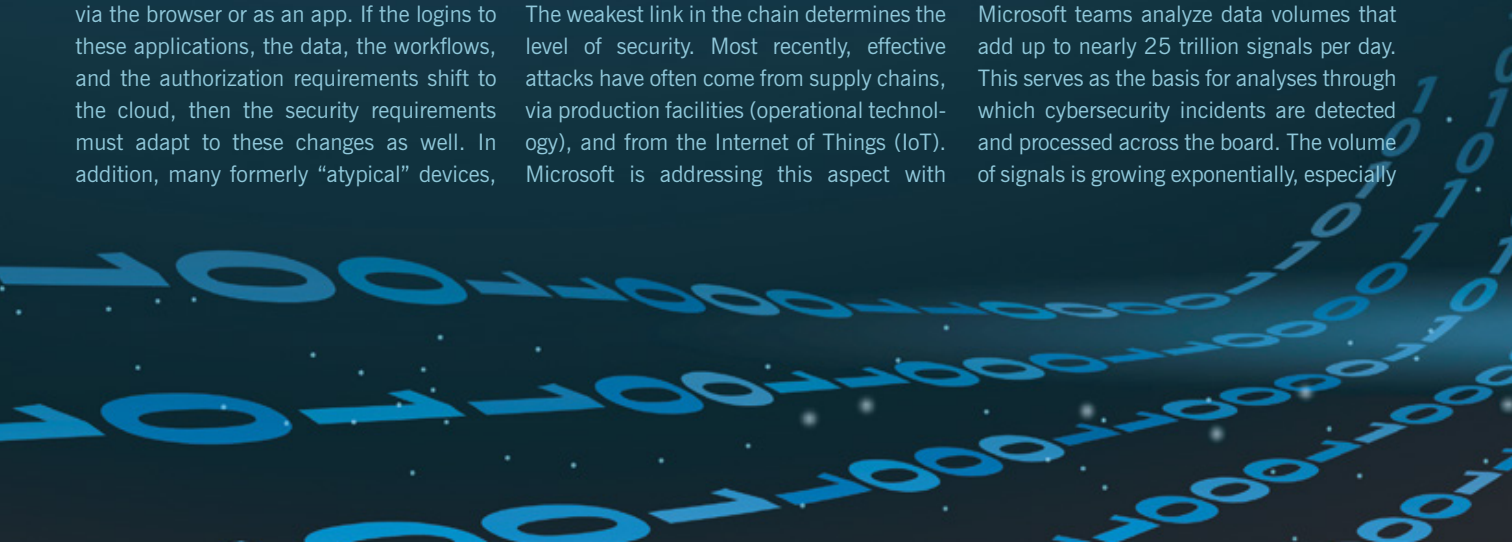 via the browser or as an app. If the logins to
these applications, the data, the workflows,
and the authorization requirements shift to
the cloud, then the security requirements
must adapt to these changes as well. In
addition, many formerly “atypical” devices,
The weakest link in the chain determines the
level of security. Most recently, effective
attacks have often come from supply chains,
via production facilities (operational technol-
ogy), and from the Internet of Things (IoT).
Microsoft is addressing this aspect with
Microsoft teams analyze data volumes that
add up to nearly 25 trillion signals per day.
This serves as the basis for analyses through
which cybersecurity incidents are detected
and processed across the board. The volume
of signals is growing exponentially, especially